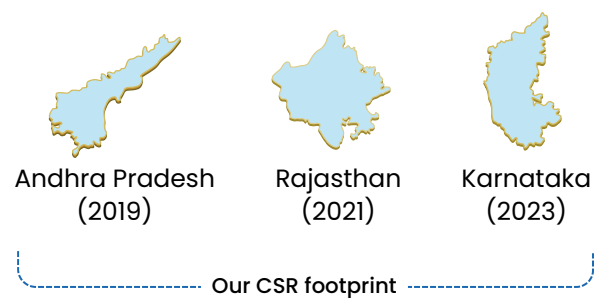 Andhra Pradesh
(2019)
Rajasthan
(2021)
Karnataka
(2023)
Our CSR footprint